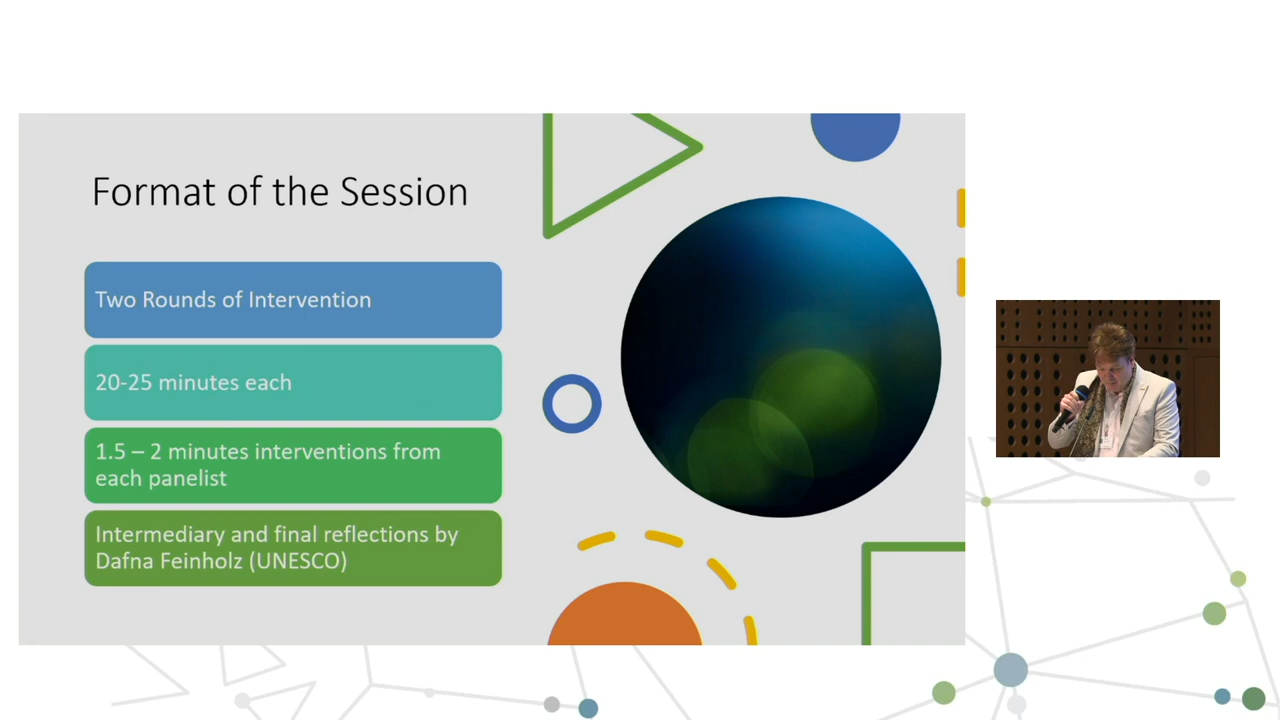 Format of the Session
Two Rounds of Intervention
20-25 minutes each
1.5 – 2 minutes interventions from
each panelist
Intermediary and final reflections by
Dafna Feinholz (UNESCO)